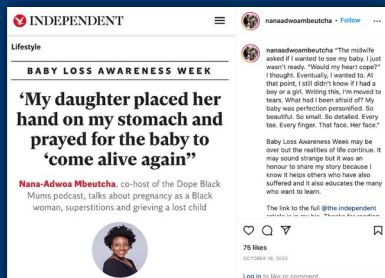 INDEPENDENT
Lifestyle
BABY LOSS AWARENESS WEEK
‘My daughter placed her
hand on my stomach and
prayed for the baby to
‘come alive again’’
Nana-Adwoa Mbeutcha, co-host of the Dope Black
Mums podcast, talks about pregnancy as a Black
woman, superstitions and grieving a lost child
nanaadwoambeutcha • Follow ...
nanaadwoambeutcha "The midwife
asked if I wanted to see my baby. I just
wasn't ready. "Would my heart cope?"
I thought. Eventually, I wanted to. At
that point, I still didn't know if I had a
boy or a girl. Writing this, I'm moved to
tears. What had I been afraid of? My
baby was perfection personified. So
beautiful. So small. So detailed. Every
toe. Every finger. That face. Her face."
Baby Loss Awareness Week may be
over but the realities of life continue. It
may sound strange but it was an
honour to share my story because I
know it helps others who have also
suffered and it also educates the many
who want to learn.
The link to the full @the.independent
75 likes
OCTOBER 18, 2020
Log in to like or comment.